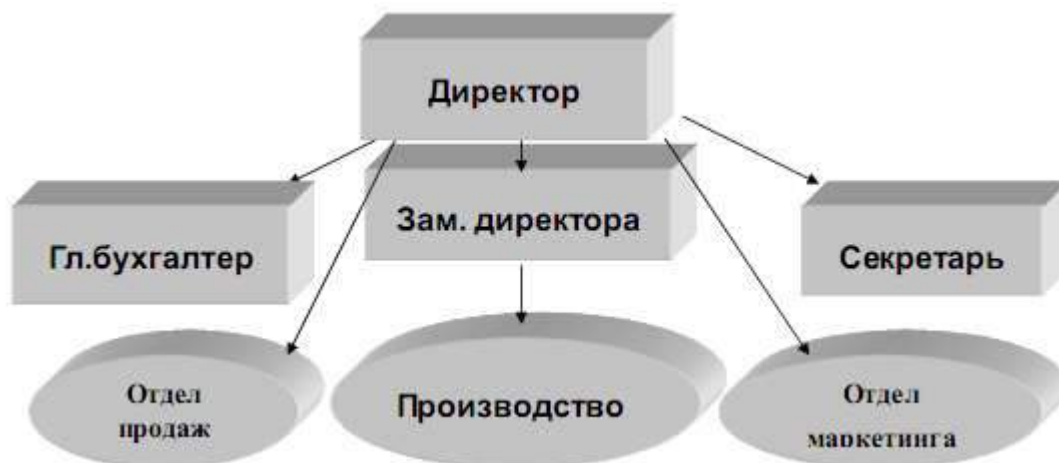 Директор
Зам. директора
Гл.бухгалтер
Секретарь
Отдел
продаж
Производство
Отдел
маркетинга